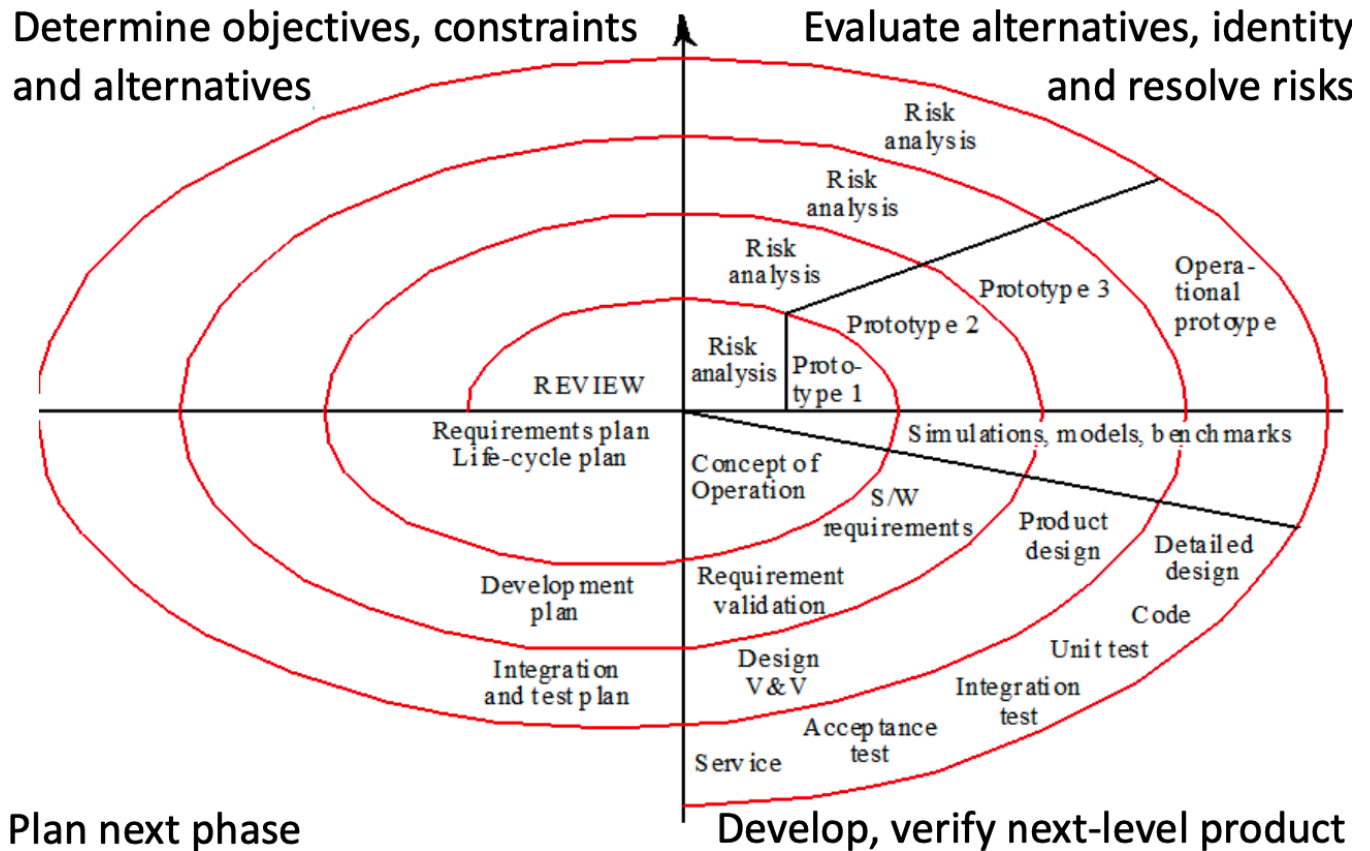 Determine objectives, constraints
and alternatives
Evaluate alternatives, identity
and resolve risks
Risk
analysis
Risk
analysis
Risk
analysis
Risk
analysis
Proto-
type 1
Prototype 2
Prototype 3
Opera-
tional
protoype
REVIEW
Requirements plan
Life-cycle plan
Development
plan
Integration
and test plan
Simulations, models, benchmarks
Concept of
Operation
S/W
requirements
Product
design
Detailed
design
Requirement
validation
Code
Unit test
Design
V&V
Integration
test
Acceptance
test
Service
Plan next phase
Develop, verify next-level product